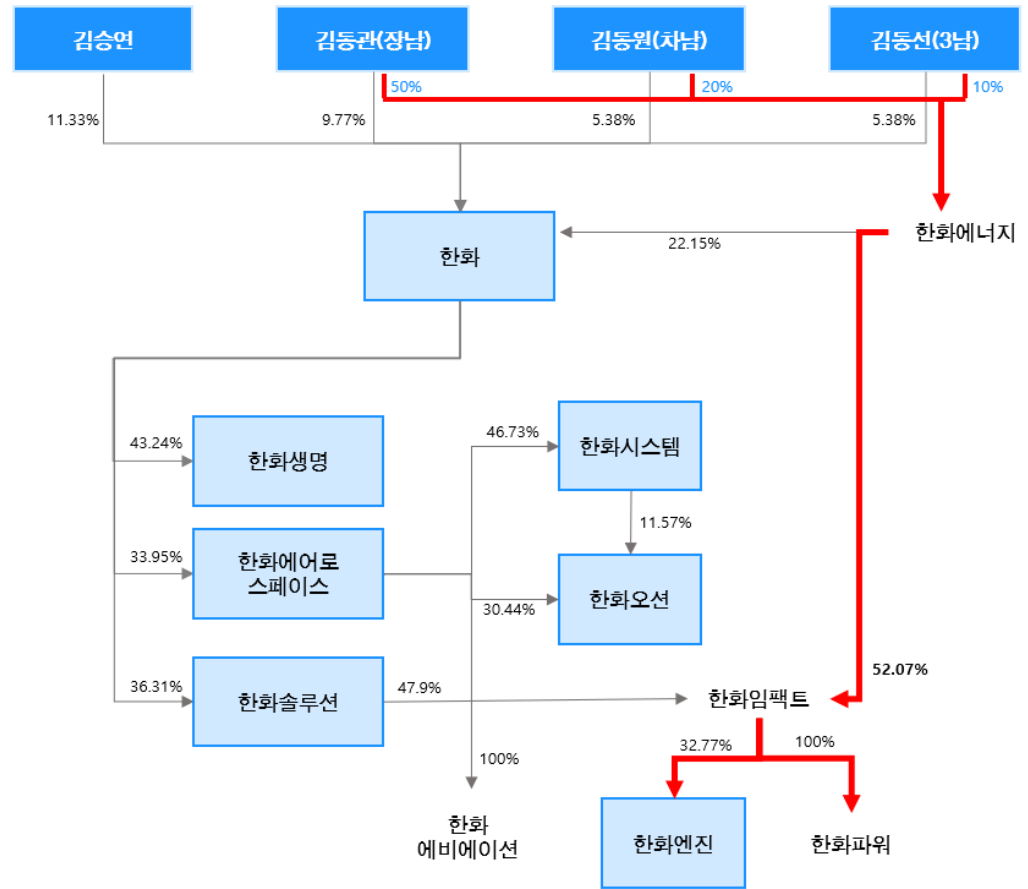 김승연
김동관(장남)
김동원(차남)
김동선(3남)
50%
20%
10%
11.33%
9.77%
5.38%
5.38%
한화
22.15%
한화에너지
43.24%
한화생명
46.73%
한화시스템
11.57%
33.95%
한화에어로
스페이스
30.44%
한화오션
36.31%
한화솔루션
47.9%
한화임팩트
52.07%
100%
32.77%
100%
한화
에비에이션
한화엔진
한화파워